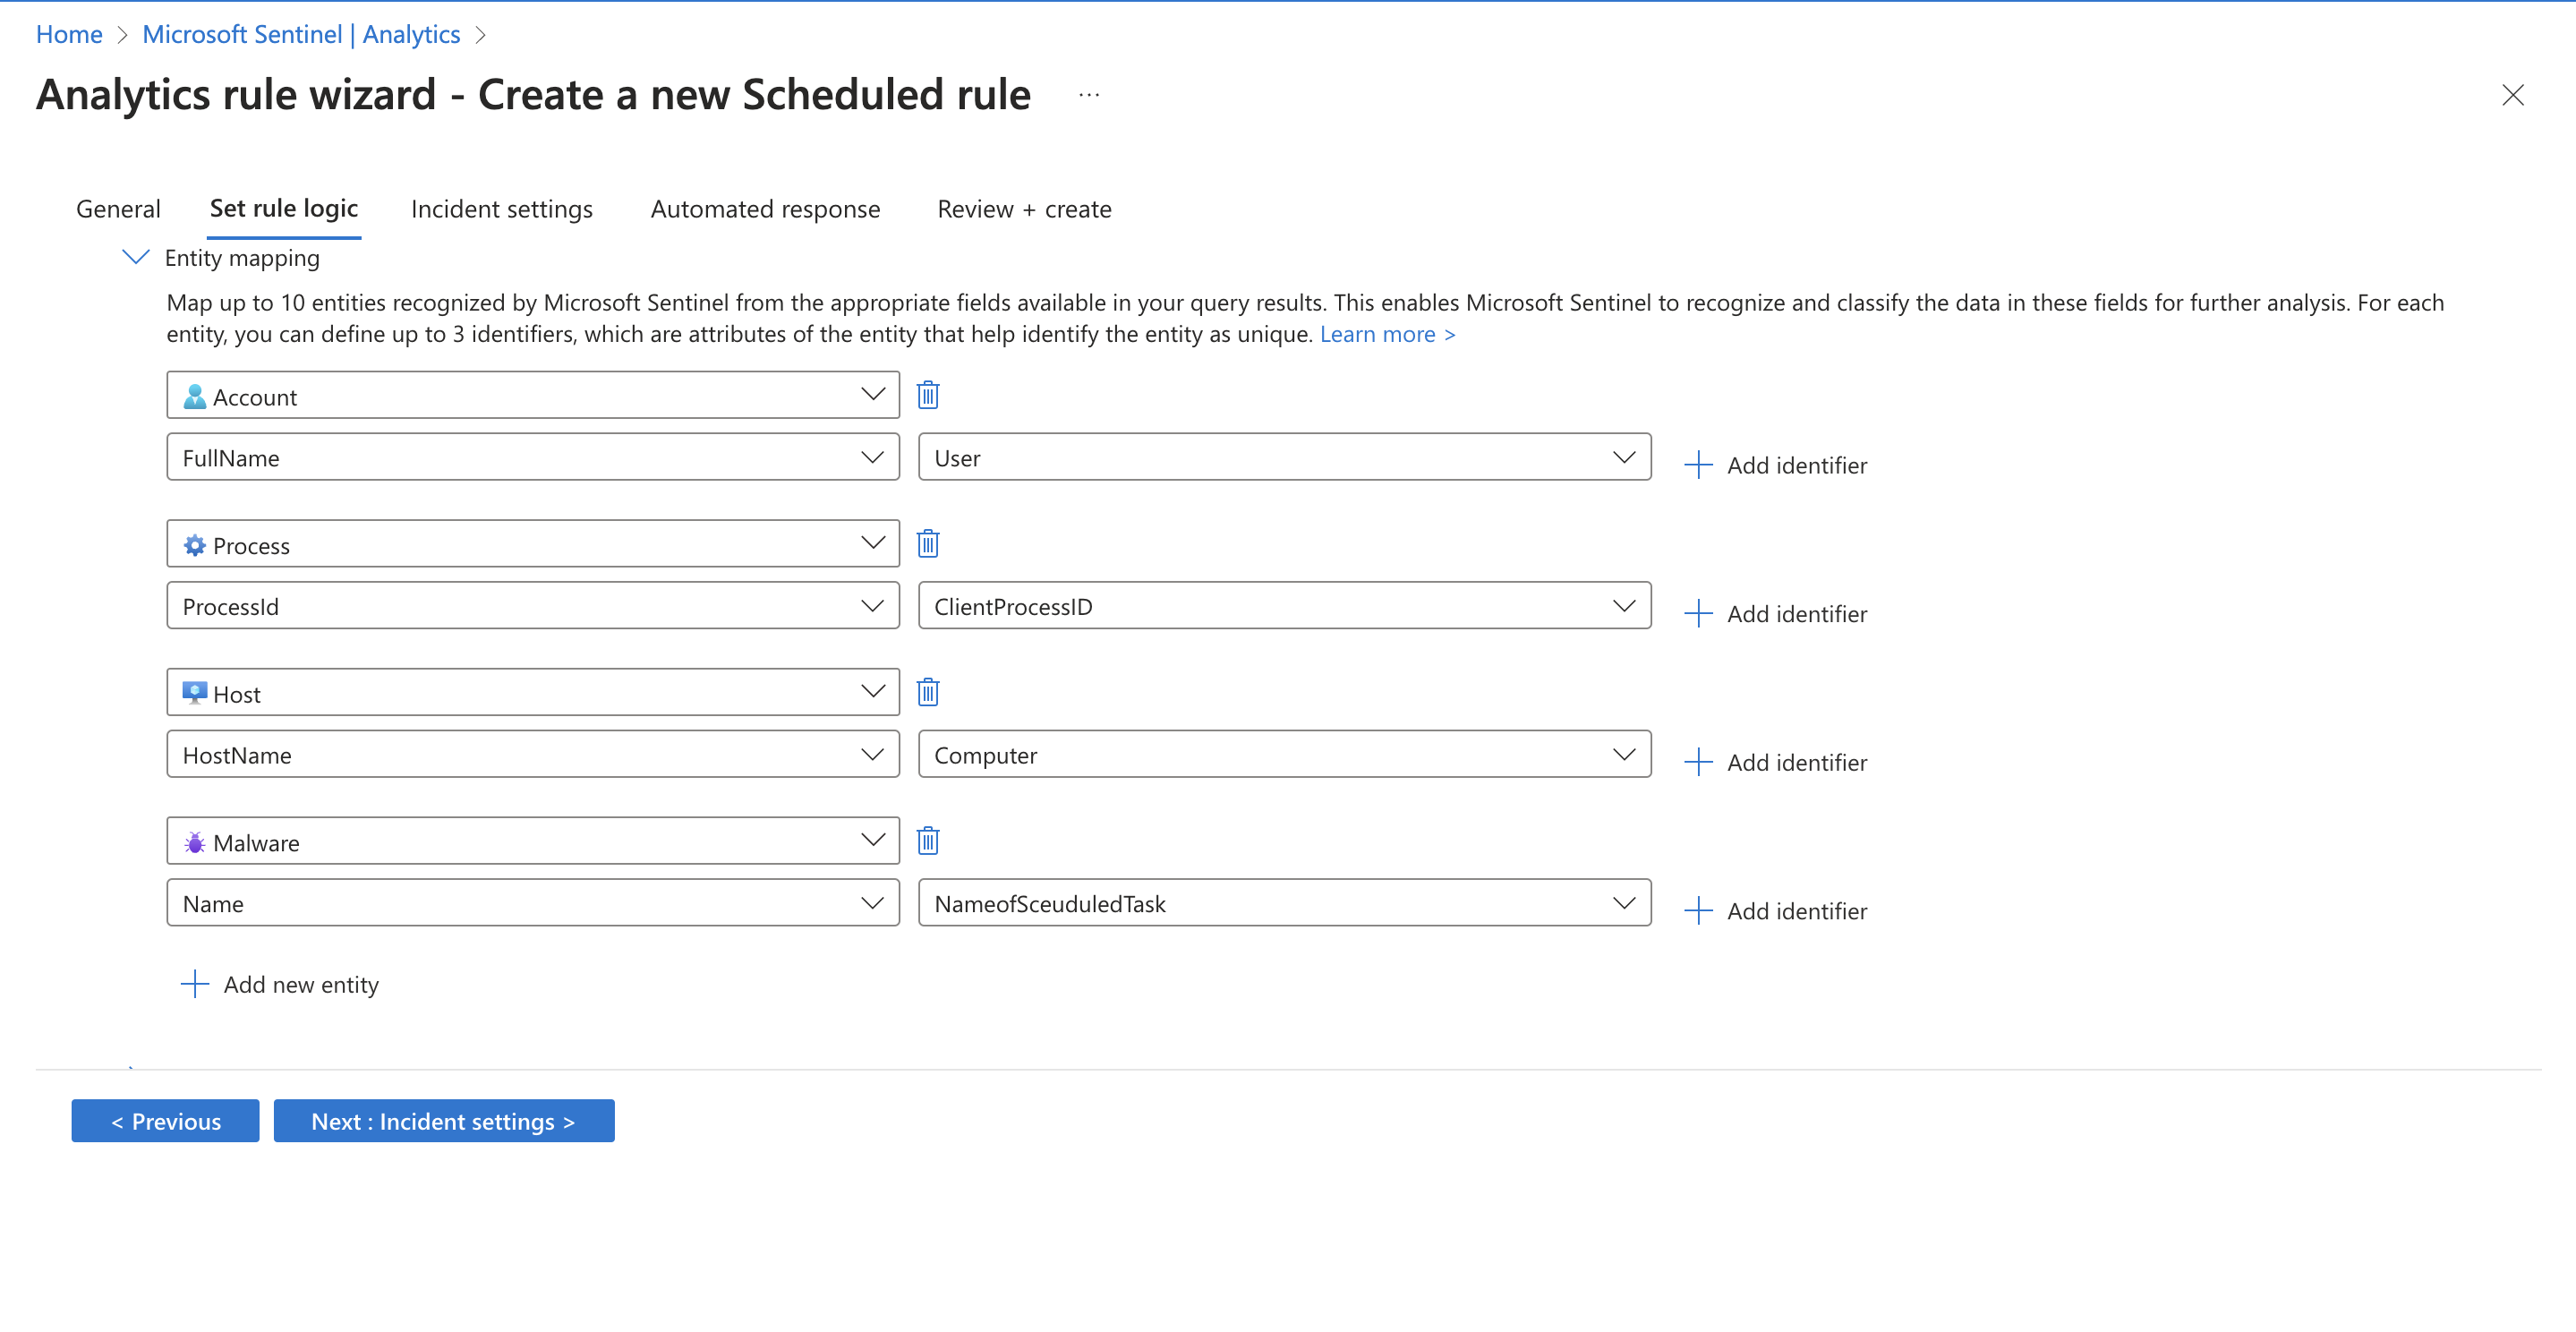 Home > Microsoft Sentinel | Analytics >
Analytics rule wizard - Create a new Scheduled rule ...
General Set rule logic Incident settings Automated response Review + create
Entity mapping
Map up to 10 entities recognized by Microsoft Sentinel from the appropriate fields available in your query results. This enables Microsoft Sentinel to recognize and classify the data in these fields for further analysis. For each
entity, you can define up to 3 identifiers, which are attributes of the entity that help identify the entity as unique. Learn more >
Account
FullName User Add identifier
Process
ProcessId ClientProcessID Add identifier
Host
HostName Computer Add identifier
Malware
Name NameofSceuduledTask Add identifier
Add new entity
< Previous Next : Incident settings >